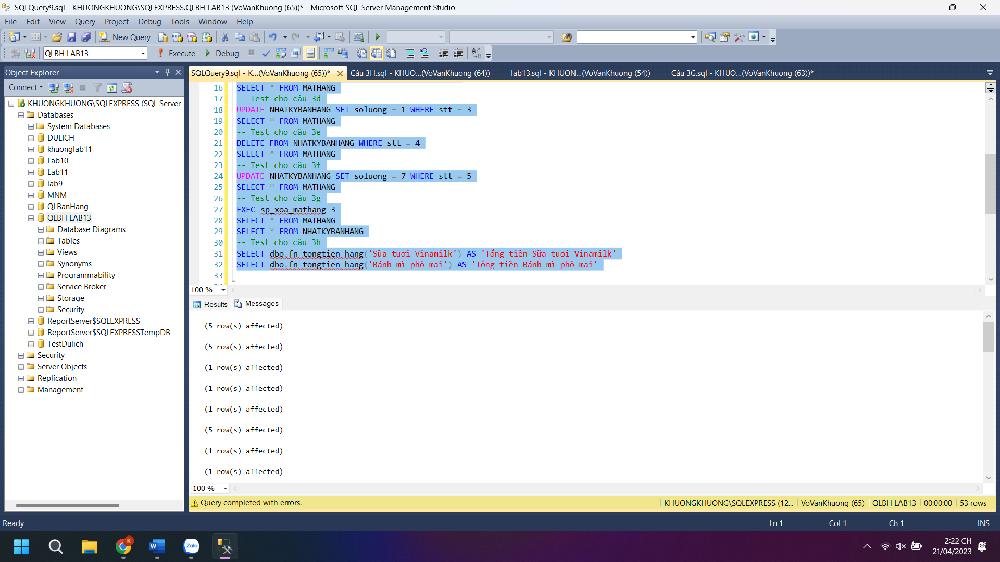 SQLQuery9.sql - KHUONGKHUONG\SQLEXPRESS.QLBH LAB13 (VoVanKhuong (65))* - Microsoft SQL Server Management Studio
File Edit View Query Project Debug Tools Window Help
New Query
QLBH LAB13 Execute Debug
Object Explorer
SQLQuery9.sql - K...(VoVanKhuong (65))* Câu 3H.sql - KHUO...(VoVanKhuong (64)) lab13.sql - KHUON...(VoVanKhuong (54)) Câu 3G.sql - KHUO...(VoVanKhuong (63))*
Connect
KHUONGKHUONG\SQLEXPRESS (SQL Server
Databases
System Databases
DULICH
khuonglab11
Lab10
Lab11
lab9
MNM
QLBanHang
QLBH LAB13
Database Diagrams
Tables
Views
Synonyms
Programmability
Service Broker
Storage
Security
ReportServer$SQLEXPRESS
ReportServer$SQLEXPRESSTempDB
TestDulich
Security
Server Objects
Replication
Management
16 SELECT * FROM MATHANG
17 -- Test cho câu 3d
18 UPDATE NHATKYBANHANG SET soluong = 1 WHERE stt = 3
19 SELECT * FROM MATHANG
20 -- Test cho câu 3e
21 DELETE FROM NHATKYBANHANG WHERE stt = 4
22 SELECT * FROM MATHANG
23 -- Test cho câu 3f
24 UPDATE NHATKYBANHANG SET soluong = 7 WHERE stt = 5
25 SELECT * FROM MATHANG
26 -- Test cho câu 3g
27 EXEC sp_xoa_mathang 3
28 SELECT * FROM MATHANG
29 SELECT * FROM NHATKYBANHANG
30 -- Test cho câu 3h
31 SELECT dbo.fn_tongtien_hang('Sữa tươi Vinamilk') AS 'Tổng tiền Sữa tươi Vinamilk'
32 SELECT dbo.fn_tongtien_hang('Bánh mì phô mai') AS 'Tổng tiền Bánh mì phô mai'
33
100 %
Results Messages
(5 row(s) affected)
(5 row(s) affected)
(1 row(s) affected)
(1 row(s) affected)
(1 row(s) affected)
(5 row(s) affected)
(1 row(s) affected)
(1 row(s) affected)
100 %
Query completed with errors. KHUONGKHUONG\SQLEXPRESS (12... VoVanKhuong (65) QLBH LAB13 00:00:00 53 rows
Ready Ln 1 Col 1 Ch 1 INS
K
Zalo
2:22 CH
21/04/2023